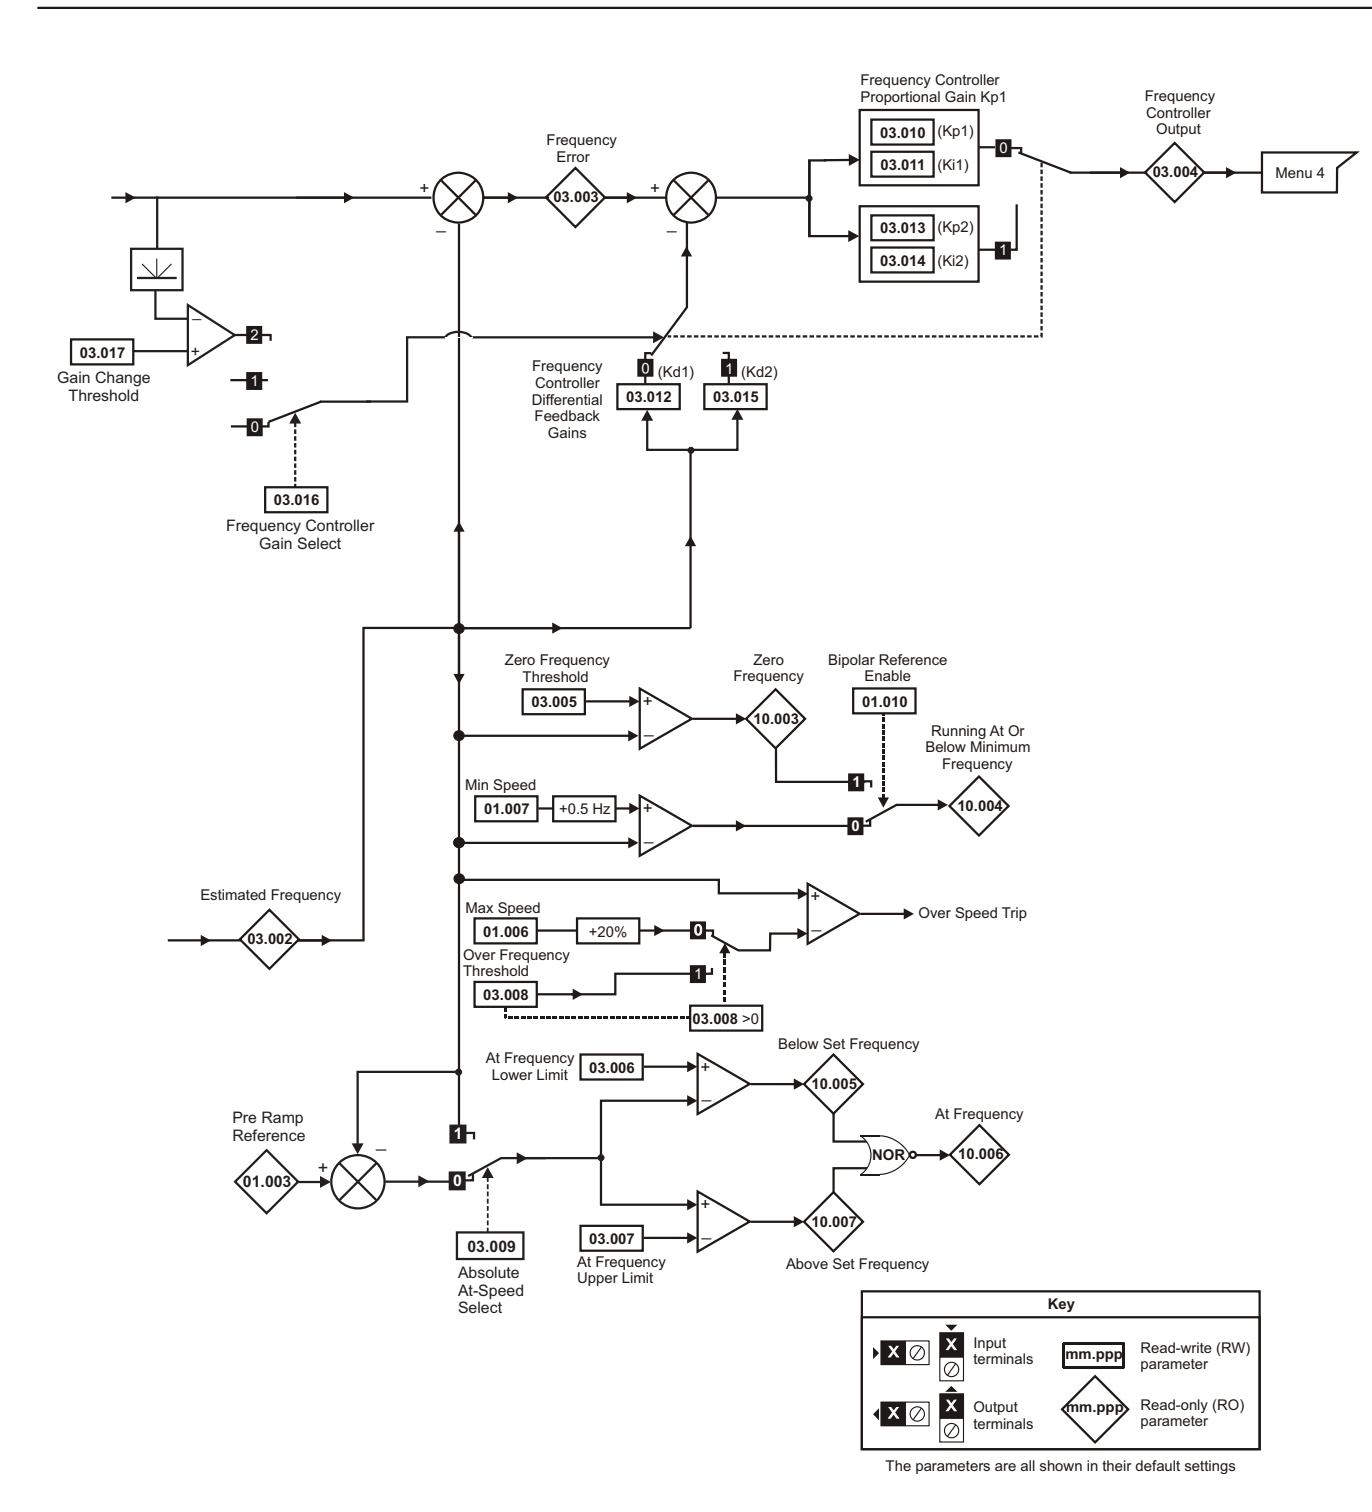 Frequency Controller
Proportional Gain Kp1
03.010 (Kp1)
03.011 (Ki1)
0
03.013 (Kp2)
03.014 (Ki2)
1
Frequency
Controller
Output
03.004
Menu 4
Frequency
Error
+
03.003
+
−
−
−
+
2
03.017
Gain Change
Threshold
1
0
03.016
Frequency Controller
Gain Select
Frequency
Controller
Differential
Feedback
Gains
0 (Kd1)
03.012
1 (Kd2)
03.015
Zero Frequency
Threshold
03.005
+
−
Zero
Frequency
10.003
Bipolar Reference
Enable
01.010
Running At Or
Below Minimum
Frequency
10.004
1
0
Min Speed
01.007
+0.5 Hz
+
−
Estimated Frequency
03.002
Max Speed
01.006
+20%
0
Over Frequency
Threshold
03.008
1
03.008 >0
+
−
Over Speed Trip
At Frequency
Lower Limit
03.006
+
−
Below Set Frequency
10.005
At Frequency
NOR
10.006
Pre Ramp
Reference
01.003
+
−
1
0
03.009
Absolute
At-Speed
Select
+
−
03.007
At Frequency
Upper Limit
10.007
Above Set Frequency
Key
X
X
Input
terminals
mm.ppp
Read-write (RW)
parameter
X
X
Output
terminals
mm.ppp
Read-only (RO)
parameter
The parameters are all shown in their default settings